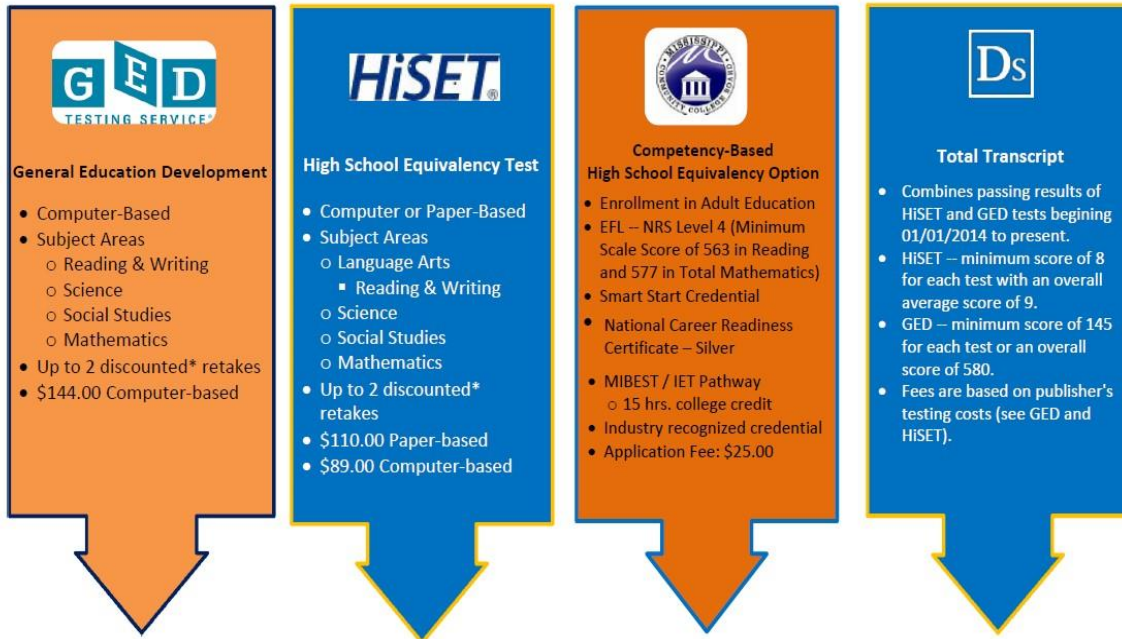 GED
TESTING SERVICE®
General Education Development
• Computer-Based
• Subject Areas
o Reading & Writing
o Science
o Social Studies
o Mathematics
• Up to 2 discounted* retakes
• $144.00 Computer-based
HiSET®
High School Equivalency Test
• Computer or Paper-Based
• Subject Areas
o Language Arts
▪ Reading & Writing
o Science
o Social Studies
o Mathematics
• Up to 2 discounted*
retakes
• $110.00 Paper-based
• $89.00 Computer-based
MISSISSIPPI
COMMUNITY COLLEGE BOARD
Competency-Based
High School Equivalency Option
• Enrollment in Adult Education
• EFL -- NRS Level 4 (Minimum
Scale Score of 563 in Reading
and 577 in Total Mathematics)
• Smart Start Credential
• National Career Readiness
Certificate – Silver
• MIBEST / IET Pathway
o 15 hrs. college credit
• Industry recognized credential
• Application Fee: $25.00
Ds
Total Transcript
• Combines passing results of
HiSET and GED tests begining
01/01/2014 to present.
• HiSET -- minimum score of 8
for each test with an overall
average score of 9.
• GED -- minimum score of 145
for each test or an overall
score of 580.
• Fees are based on publisher's
testing costs (see GED and
HiSET).